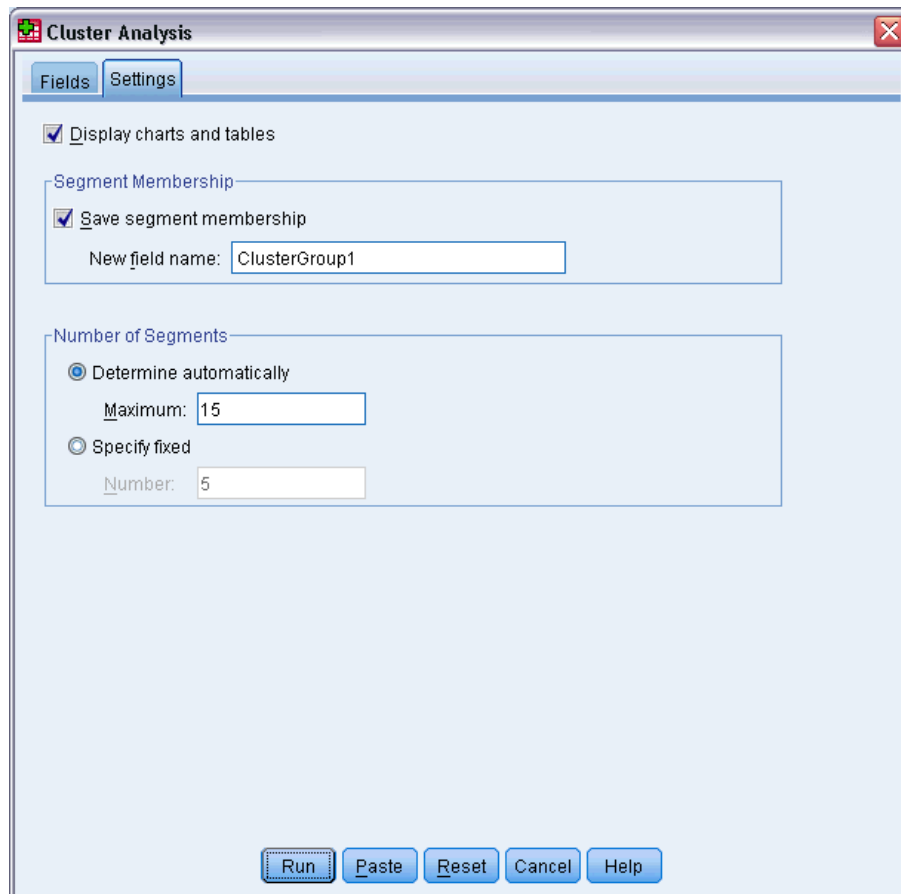 Cluster Analysis
Fields Settings
Display charts and tables
Segment Membership
Save segment membership
New field name: ClusterGroup1
Number of Segments
Determine automatically
Maximum: 15
Specify fixed
Number: 5
Run Paste Reset Cancel Help